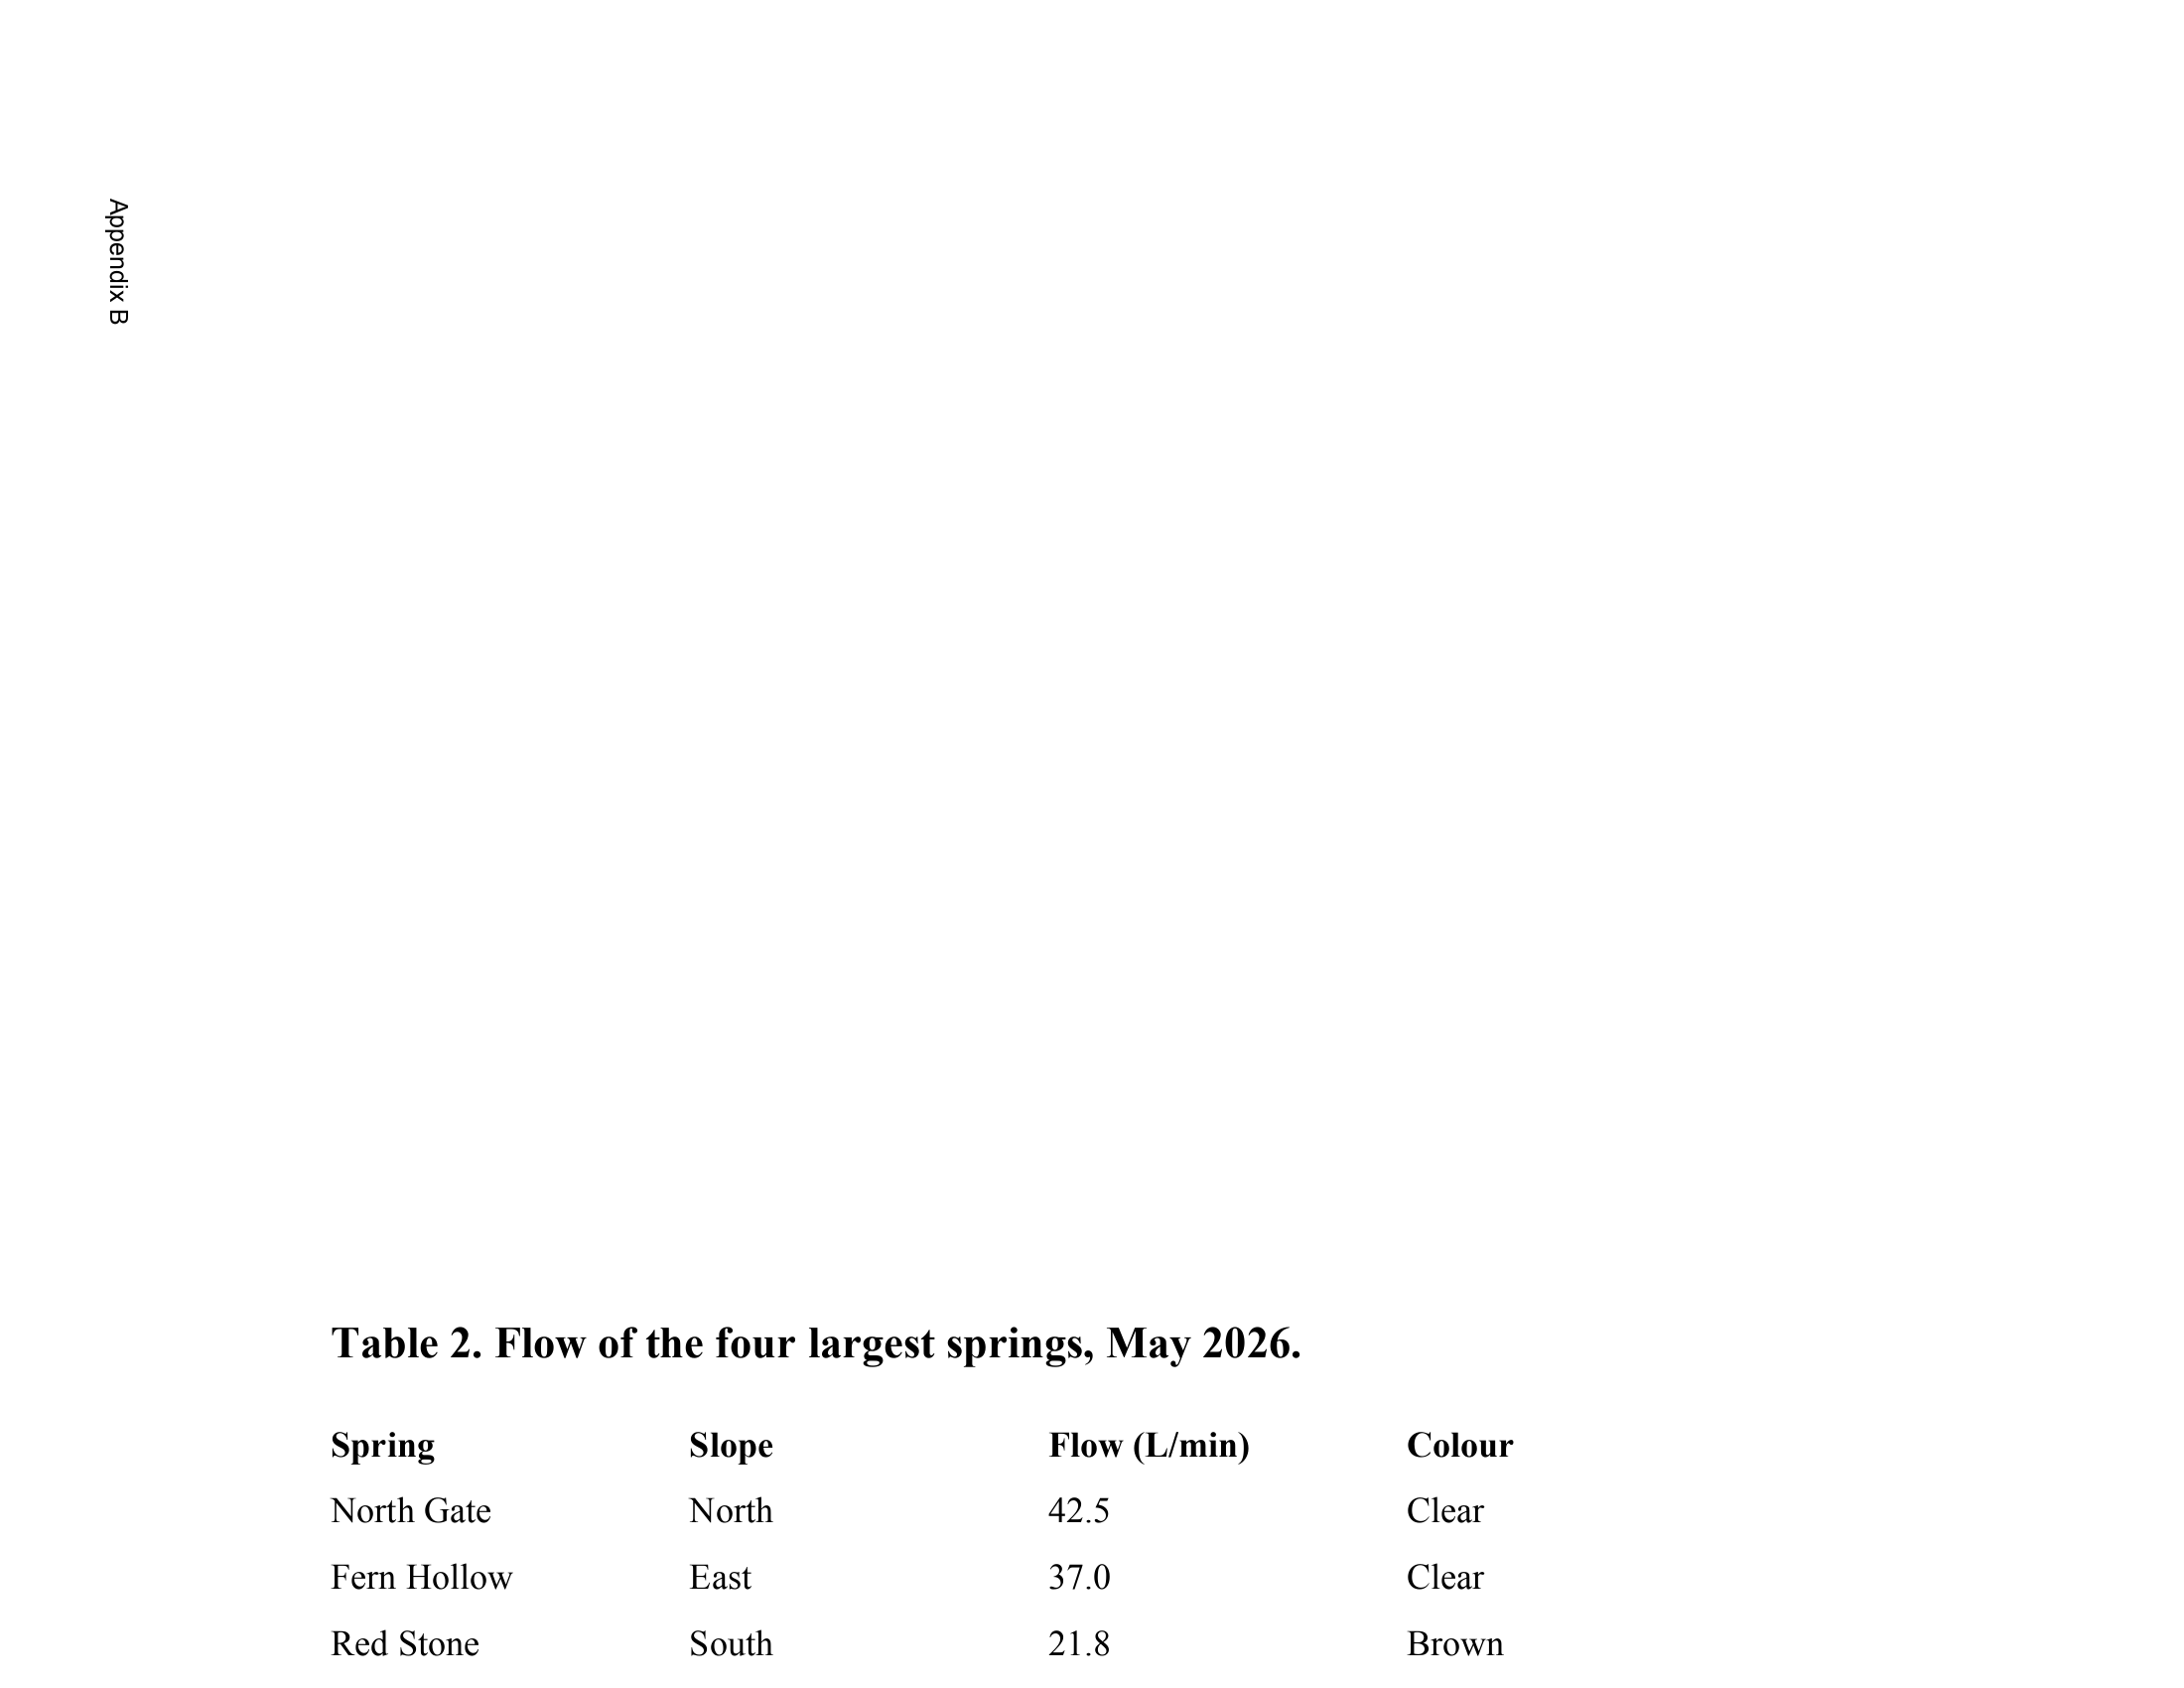 Appendix B
Table 2. Flow of the four largest springs, May 2026.
Spring Slope Flow (L/min) Colour
North Gate North 42.5 Clear
Fern Hollow East 37.0 Clear
Red Stone South 21.8 Brown